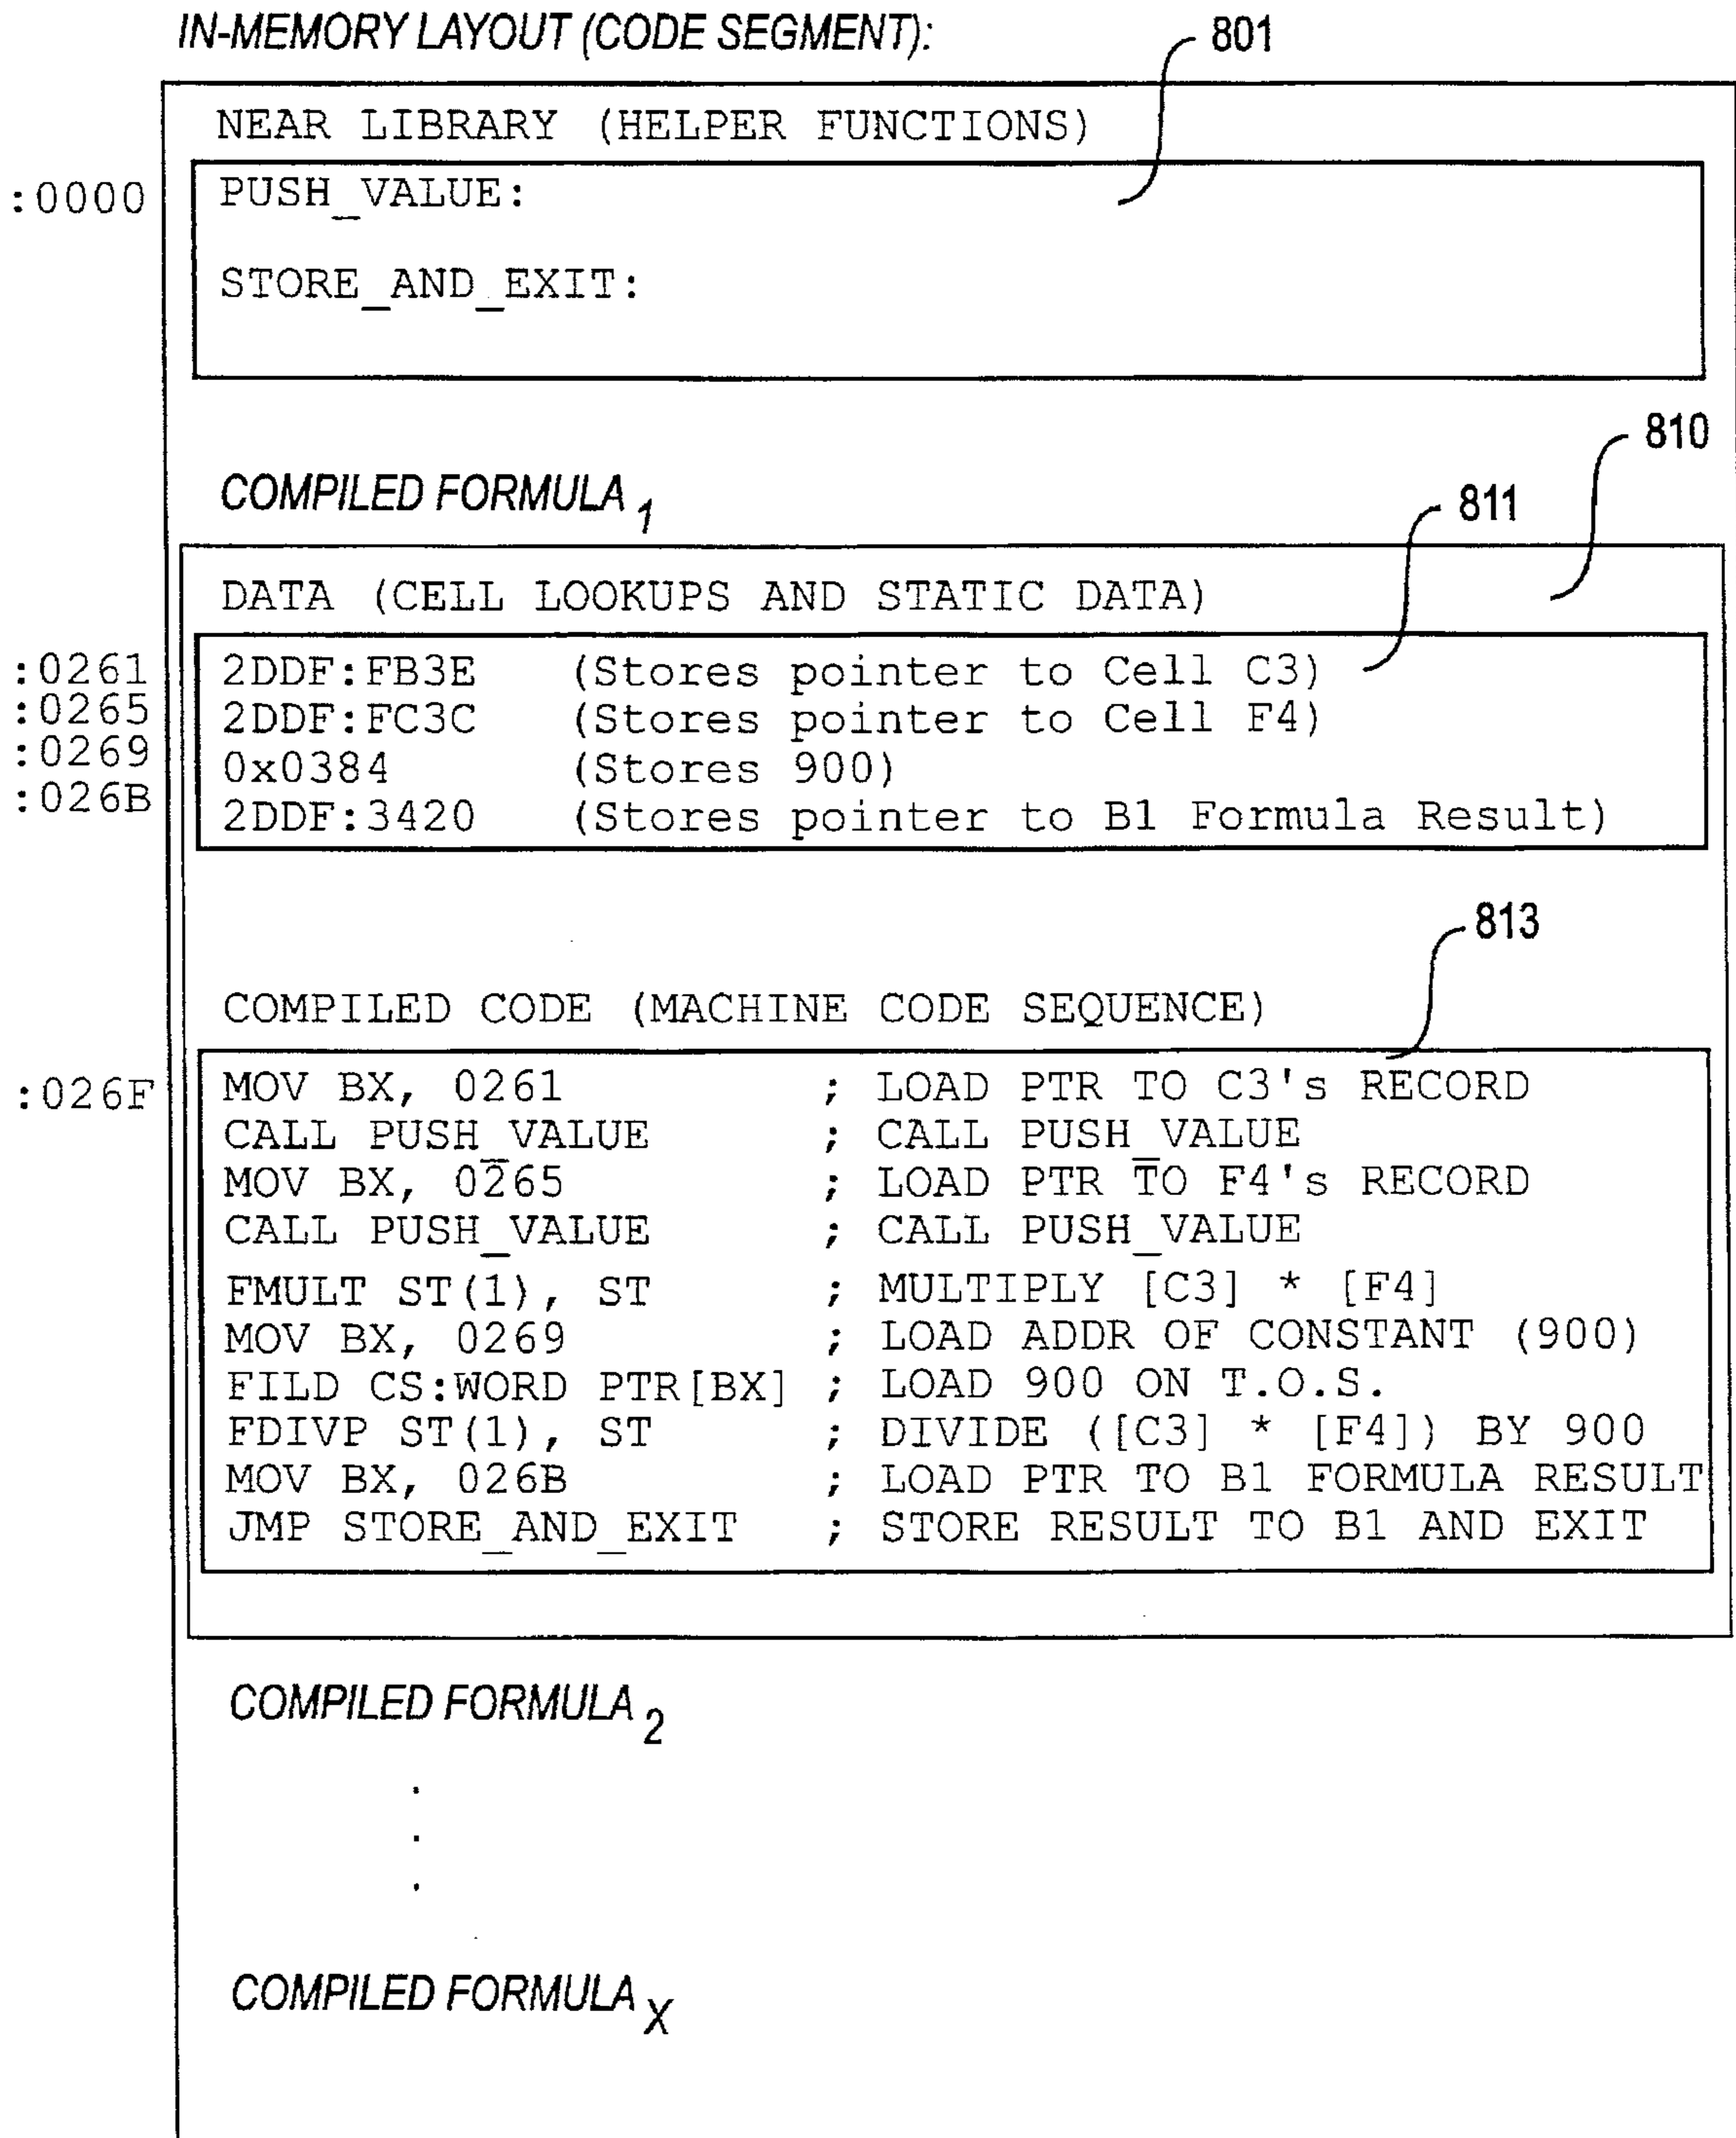 IN-MEMORY LAYOUT (CODE SEGMENT):
801
NEAR LIBRARY (HELPER FUNCTIONS)
:0000 PUSH_VALUE:
STORE_AND_EXIT:
810
COMPILED FORMULA 1
811
DATA (CELL LOOKUPS AND STATIC DATA)
:0261 2DDF:FB3E (Stores pointer to Cell C3)
:0265 2DDF:FC3C (Stores pointer to Cell F4)
:0269 0x0384 (Stores 900)
:026B 2DDF:3420 (Stores pointer to B1 Formula Result)
813
COMPILED CODE (MACHINE CODE SEQUENCE)
:026F MOV BX, 0261 ; LOAD PTR TO C3's RECORD
CALL PUSH_VALUE ; CALL PUSH_VALUE
MOV BX, 0265 ; LOAD PTR TO F4's RECORD
CALL PUSH_VALUE ; CALL PUSH_VALUE
FMULT ST(1), ST ; MULTIPLY [C3] * [F4]
MOV BX, 0269 ; LOAD ADDR OF CONSTANT (900)
FILD CS:WORD PTR[BX] ; LOAD 900 ON T.O.S.
FDIVP ST(1), ST ; DIVIDE ([C3] * [F4]) BY 900
MOV BX, 026B ; LOAD PTR TO B1 FORMULA RESULT
JMP STORE_AND_EXIT ; STORE RESULT TO B1 AND EXIT
COMPILED FORMULA 2
.
.
.
COMPILED FORMULA X